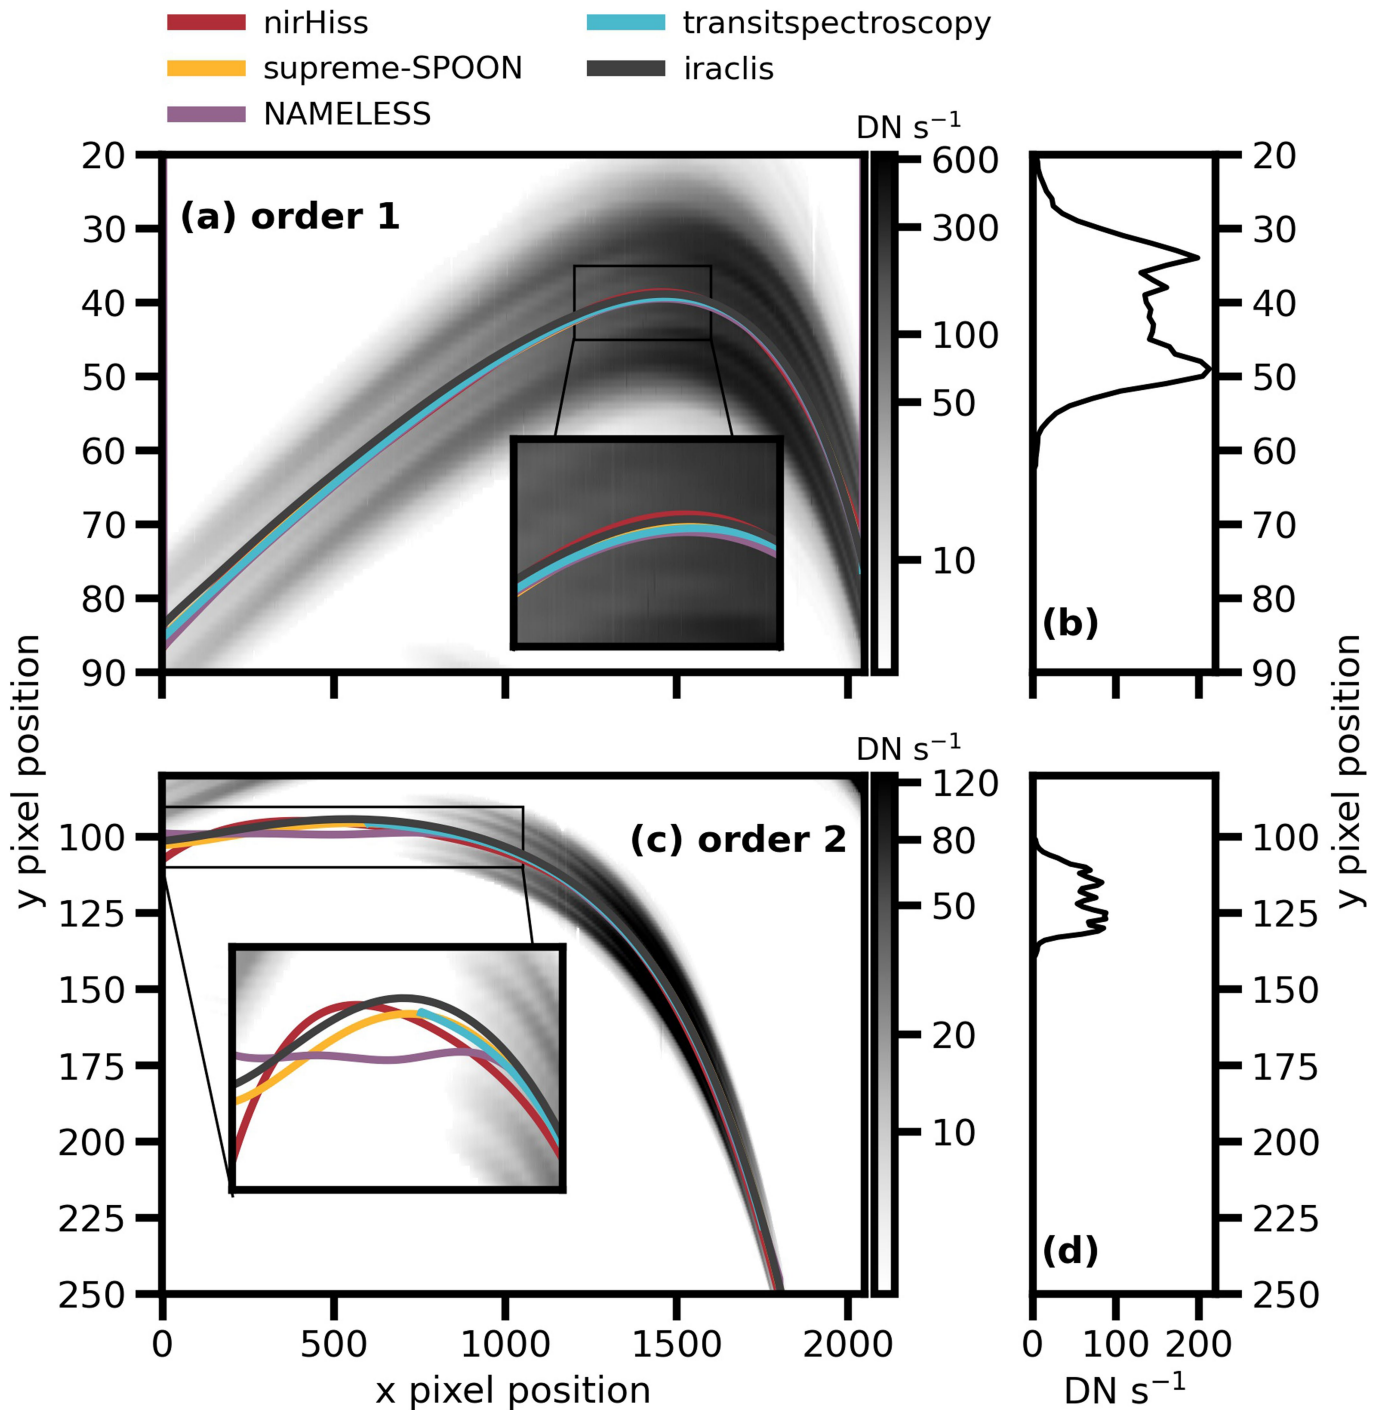 nirHiss
supreme-SPOON
NAMELESS
transitspectroscopy
iraclis
DN s⁻¹
20
30
40
50
60
70
80
90
(a) order 1
600
300
100
50
10
20
30
40
50
60
70
80
90
(b)
y pixel position
y pixel position
DN s⁻¹
100
125
150
175
200
225
250
(c) order 2
120
80
50
20
10
100
125
150
175
200
225
250
(d)
0 500 1000 1500 2000
x pixel position
0 100 200
DN s⁻¹